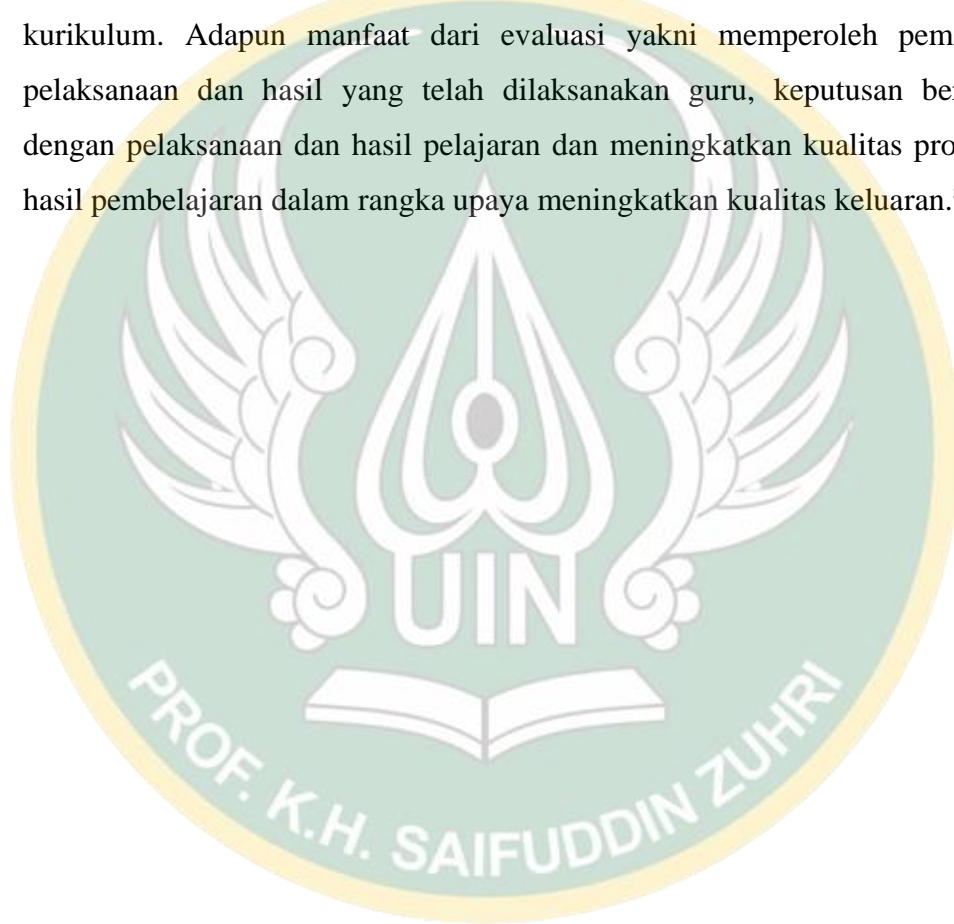 kurikulum. Adapun manfaat dari evaluasi yakni memperoleh pem
pelaksanaan dan hasil yang telah dilaksanakan guru, keputusan be
dengan pelaksanaan dan hasil pelajaran dan meningkatkan kualitas pro
hasil pembelajaran dalam rangka upaya meningkatkan kualitas keluaran.
UIN
PROF. K.H. SAIFUDDIN ZUHRI